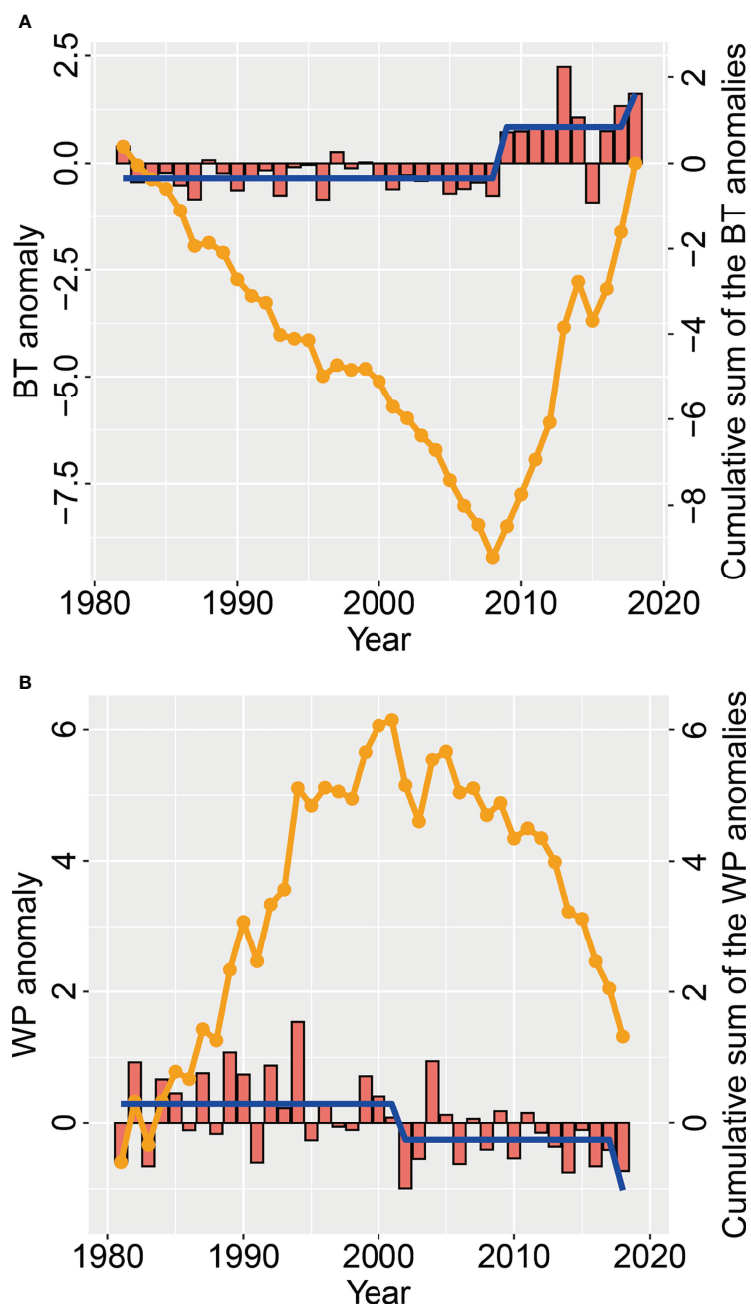 A
2.5
0.0
−2.5
−5.0
−7.5
BT anomaly
2
0
−2
−4
−6
−8
Cumulative sum of the BT anomalies
1980 1990 2000 2010 2020
Year
B
6
4
2
0
WP anomaly
6
4
2
0
Cumulative sum of the WP anomalies
1980 1990 2000 2010 2020
Year